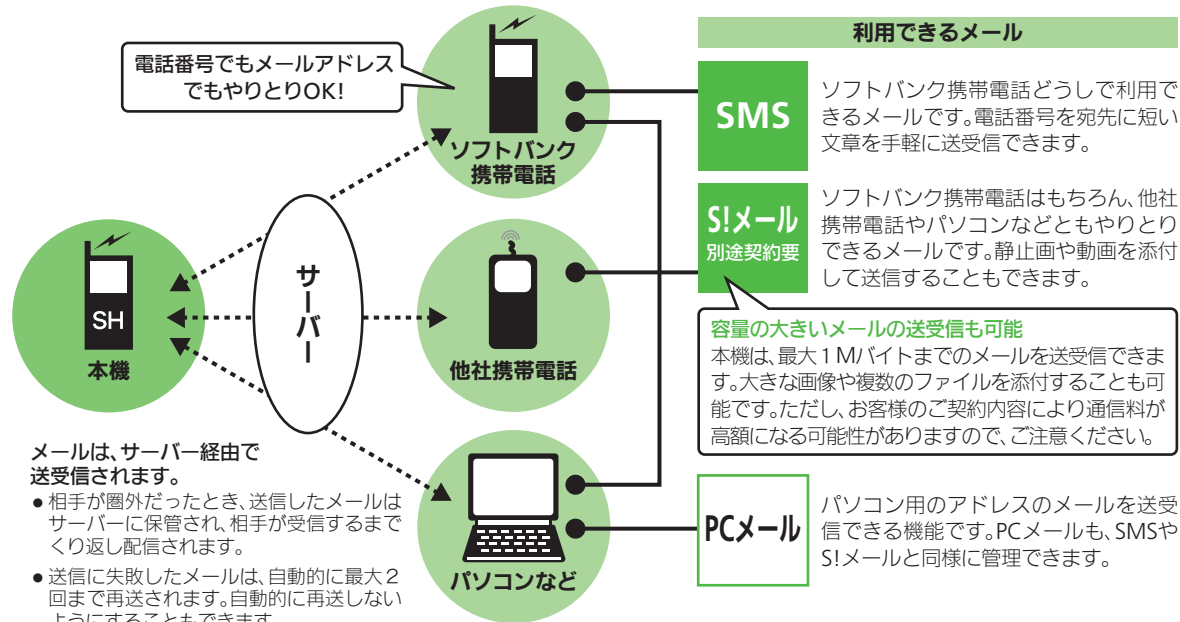 電話番号でもメールアドレス
でもやりとりOK!
ソフトバンク
携帯電話
サーバー
SH
本機
他社携帯電話
パソコンなど
メールは、サーバー経由で
送受信されます。
●相手が圏外だったとき、送信したメールは
サーバーに保管され、相手が受信するまで
くり返し配信されます。
●送信に失敗したメールは、自動的に最大2
回まで再送されます。自動的に再送しない
ようにすることもできます
利用できるメール
SMS
ソフトバンク携帯電話どうしで利用で
きるメールです。電話番号を宛先に短い
文章を手軽に送受信できます。
S!メール
別途契約要
ソフトバンク携帯電話はもちろん、他社
携帯電話やパソコンなどともやりとり
できるメールです。静止画や動画を添付
して送信することもできます。
容量の大きいメールの送受信も可能
本機は、最大1Mバイトまでのメールを送受信できま
す。大きな画像や複数のファイルを添付することも可
能です。ただし、お客様のご契約内容により通信料が
高額になる可能性がありますので、ご注意ください。
PCメール
パソコン用のアドレスのメールを送受
信できる機能です。PCメールも、SMSや
S!メールと同様に管理できます。